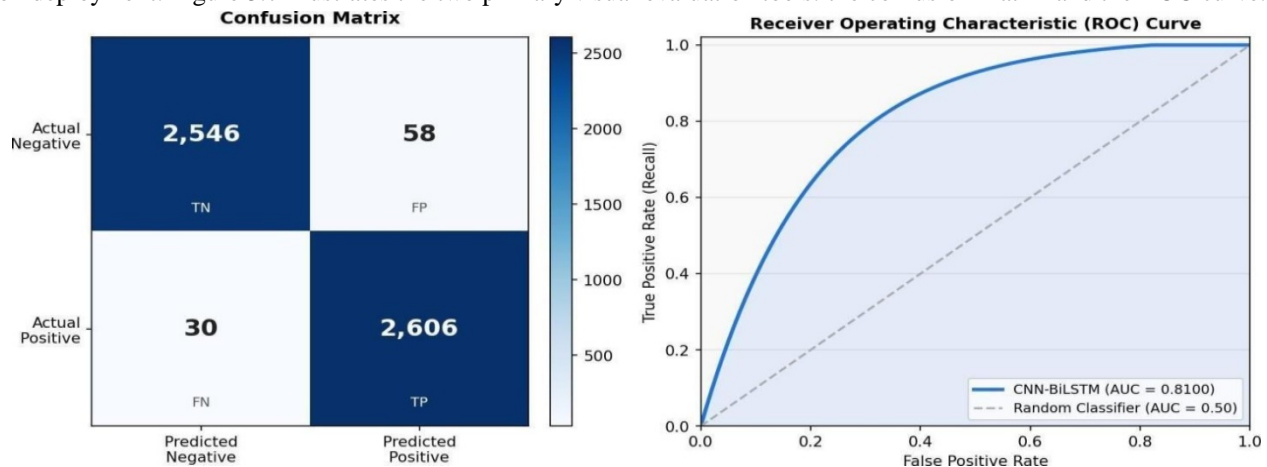 Confusion Matrix
Actual
Negative
2,546
TN
58
FP
Actual
Positive
30
FN
2,606
TP
Predicted
Negative
Predicted
Positive
2500
2000
1500
1000
500
Receiver Operating Characteristic (ROC) Curve
True Positive Rate (Recall)
1.0
0.8
0.6
0.4
0.2
0.0
CNN-BiLSTM (AUC = 0.8100)
Random Classifier (AUC = 0.50)
0.0
0.2
0.4
0.6
0.8
1.0
False Positive Rate